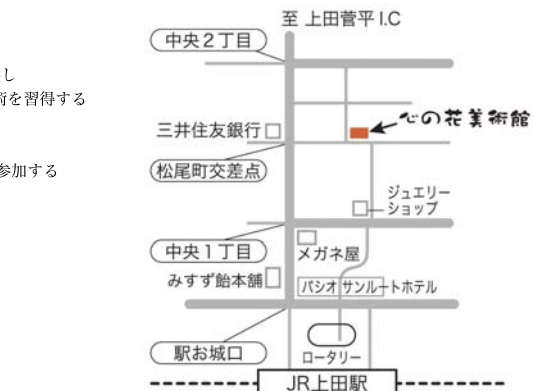 至 上田菅平 I.C
中央２丁目
し
術を習得する
心の花美術館
三井住友銀行
参加する
松尾町交差点
ジュエリー
ショップ
中央１丁目
メガネ屋
みすず飴本舗
パシオ サンルートホテル
駅お城口
ロータリー
JR上田駅